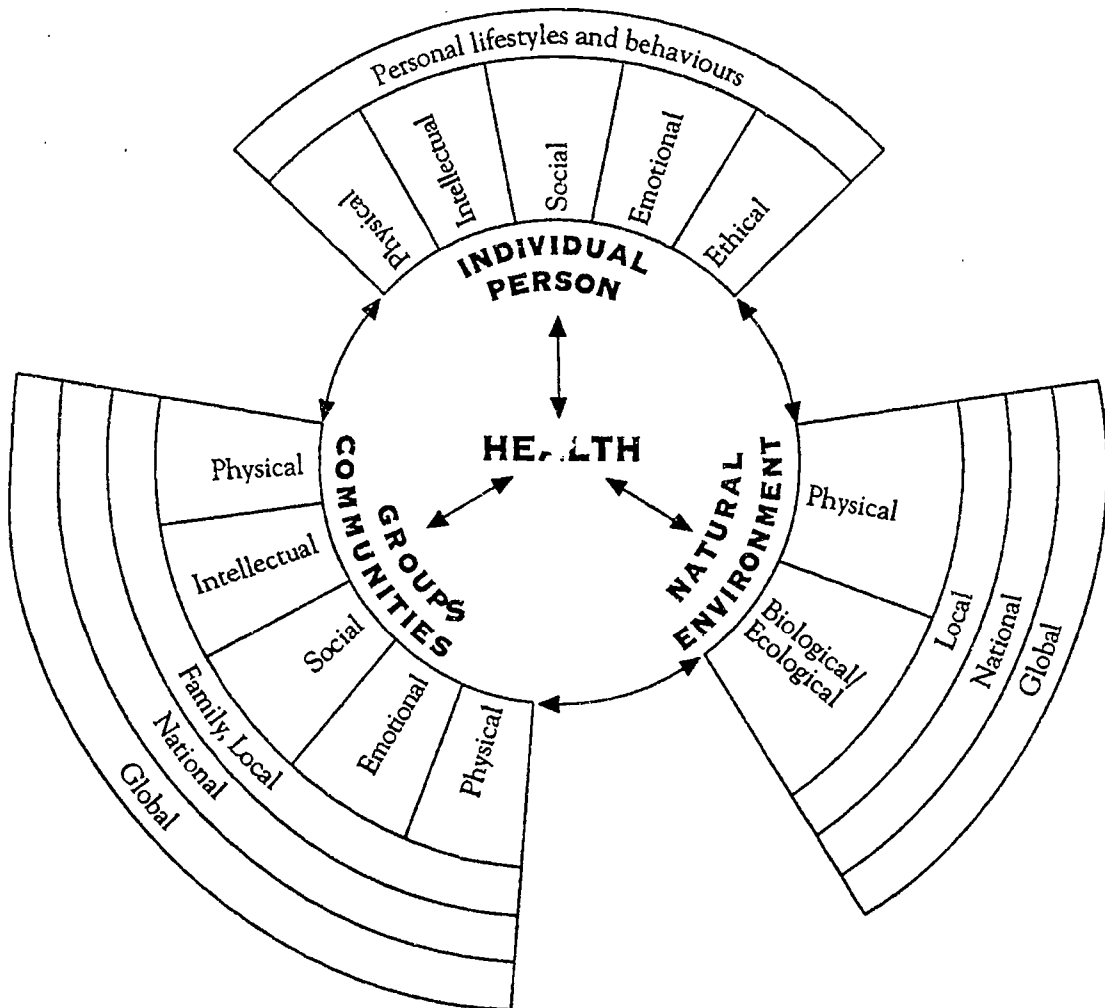 Personal lifestyles and behaviours
Physical
Intellectual
Social
Emotional
Ethical
INDIVIDUAL
PERSON
HEALTH
GROUPS
COMMUNITIES
Physical
Intellectual
Social
Emotional
Physical
Family, Local
National
Global
NATURAL
ENVIRONMENT
Physical
Biological/
Ecological
Local
National
Global